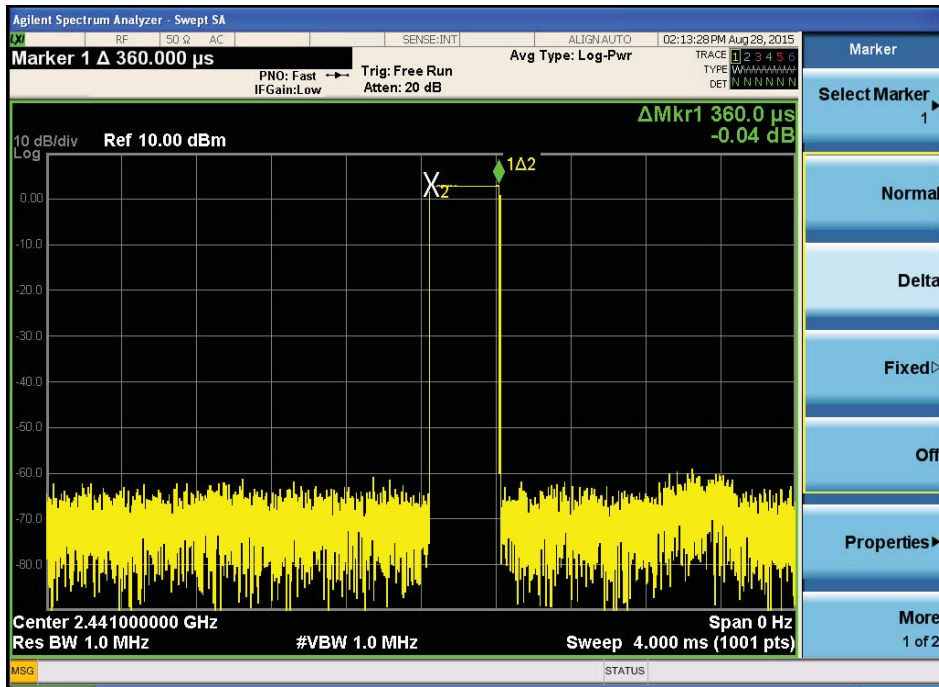 Agilent Spectrum Analyzer - Swept SA
LXI RF 50 Ω AC SENSE:INT ALIGN AUTO 02:13:28 PM Aug 28, 2015
Marker 1 Δ 360.000 μs
PNO: Fast
IFGain:Low
Trig: Free Run
Atten: 20 dB
Avg Type: Log-Pwr
TRACE 1 2 3 4 5 6
TYPE WWWWWW
DET N N N N N N
ΔMkr1 360.0 μs
-0.04 dB
10 dB/div
Log
Ref 10.00 dBm
X2
1Δ2
0.00
-10.0
-20.0
-30.0
-40.0
-50.0
-60.0
-70.0
-80.0
Center 2.441000000 GHz
Span 0 Hz
Res BW 1.0 MHz
#VBW 1.0 MHz
Sweep 4.000 ms (1001 pts)
MSG
STATUS
Marker
Select Marker
1
Normal
Delta
Fixed
Off
Properties
More
1 of 2